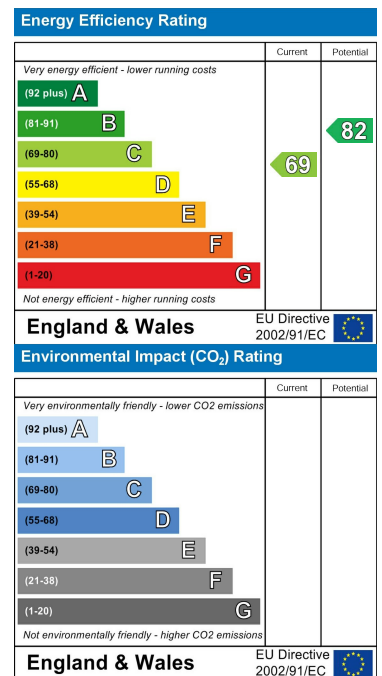 Energy Efficiency Rating
Current Potential
Very energy efficient - lower running costs
(92 plus) A
(81-91) B
82
(69-80) C
69
(55-68) D
(39-54) E
(21-38) F
(1-20) G
Not energy efficient - higher running costs
England & Wales
EU Directive
2002/91/EC
Environmental Impact (CO₂) Rating
Current Potential
Very environmentally friendly - lower CO2 emissions
(92 plus) A
(81-91) B
(69-80) C
(55-68) D
(39-54) E
(21-38) F
(1-20) G
Not environmentally friendly - higher CO2 emissions
England & Wales
EU Directive
2002/91/EC